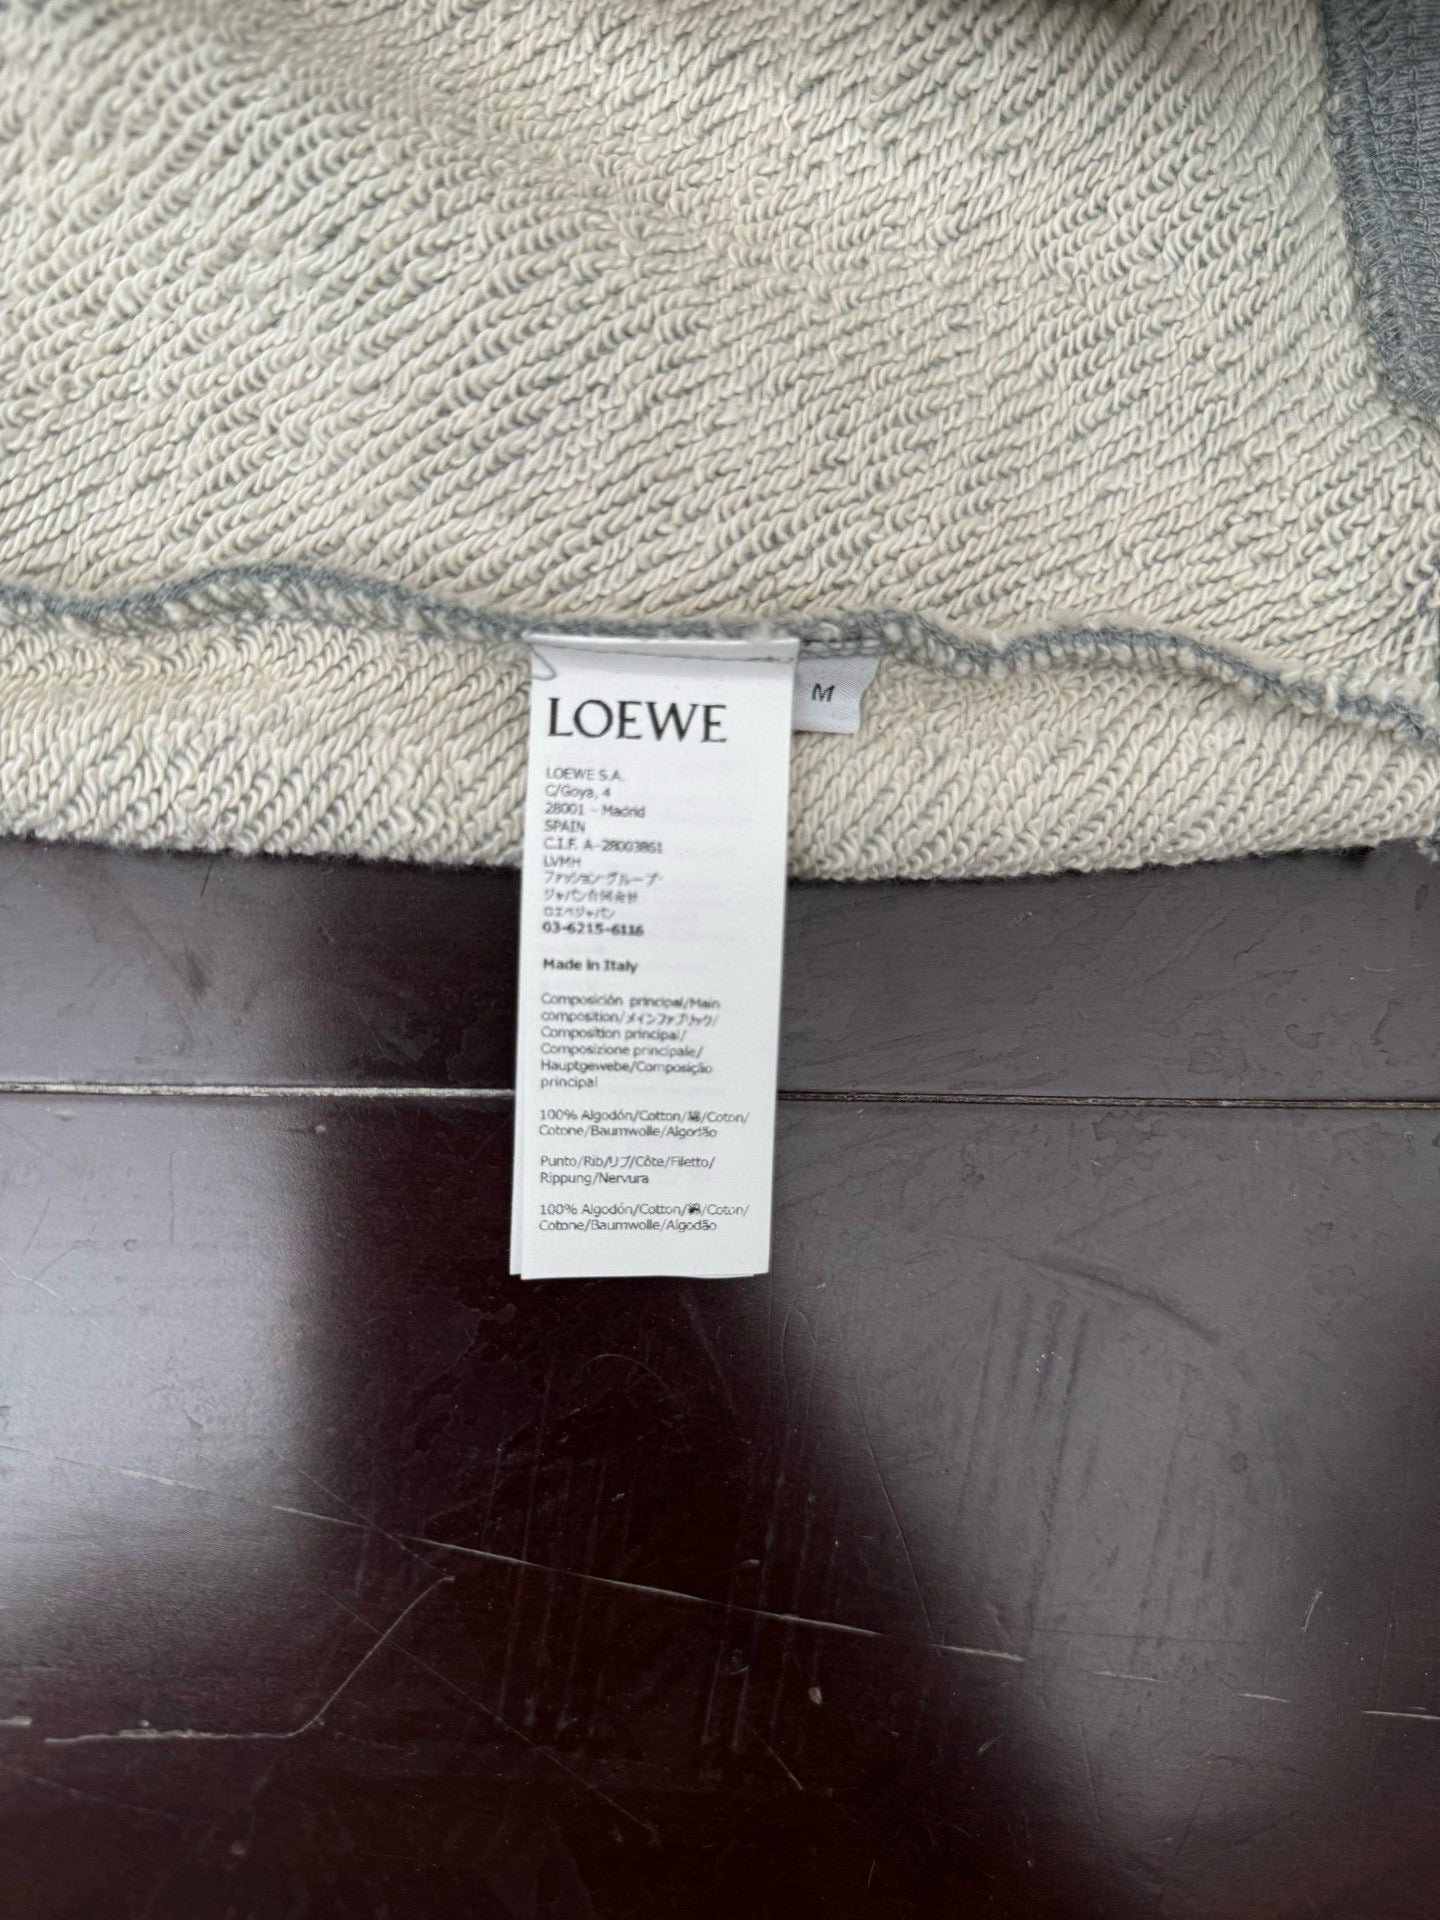 LOEWE
M
LOEWE S.A.
C/Goya, 4
28001 - Madrid
SPAIN
C.I.F. A-28003861
LVMH
ファッション・グループ・
ジャパン合同会社
ロエベジャパン
03-6215-6116
Made in Italy
Composición principal/Main
composition/メインファブリック/
Composition principal/
Composizione principale/
Hauptgewebe/Composição
principal
100% Algodón/Cotton/綿/Coton/
Cotone/Baumwolle/Algodão
Punto/Rib/リブ/Côte/Filetto/
Rippung/Nervura
100% Algodón/Cotton/綿/Coton/
Cotone/Baumwolle/Algodão